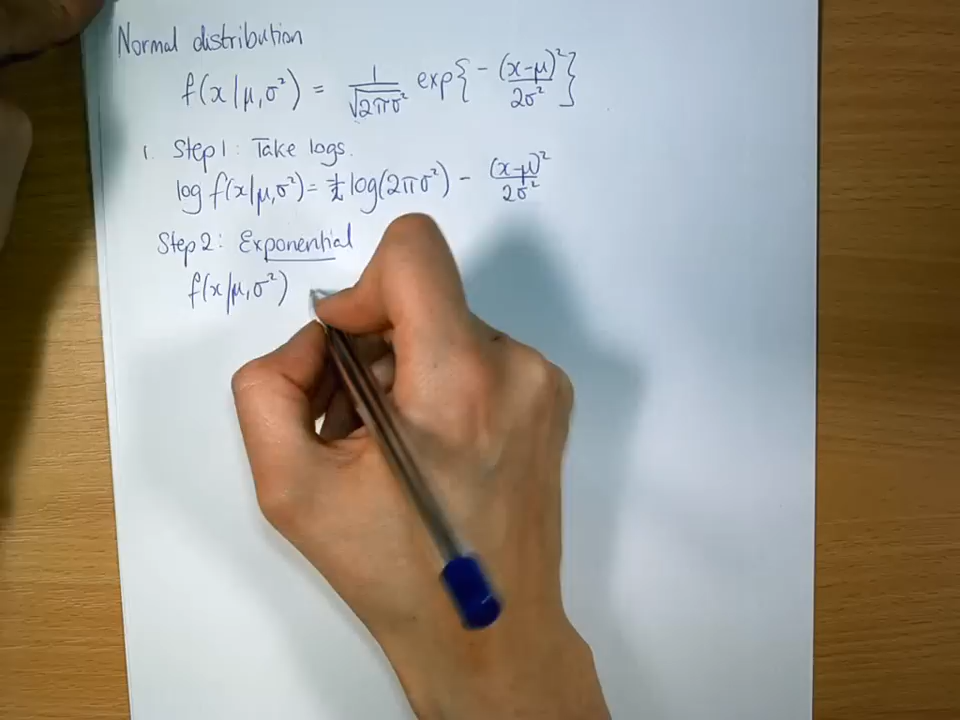 Normal distribution
f(x|μ,σ²) = 1/√2πσ² exp{ - (x-μ)²/2σ² }
1. Step 1: Take logs.
log f(x|μ,σ²) = -½ log(2πσ²) - (x-μ)²/2σ²
Step 2: Exponential
f(x|μ,σ²)